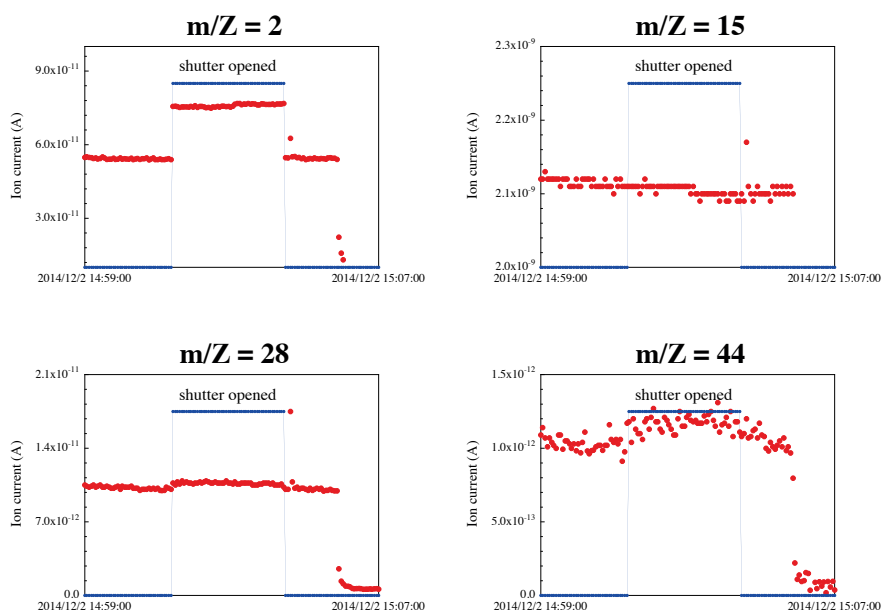 m/Z = 2
9.0x10⁻¹¹
6.0x10⁻¹¹
3.0x10⁻¹¹
Ion current (A)
shutter opened
2014/12/2 14:59:00
2014/12/2 15:07:00
m/Z = 15
2.3x10⁻⁹
2.2x10⁻⁹
2.1x10⁻⁹
2.0x10⁻⁹
Ion current (A)
shutter opened
2014/12/2 14:59:00
2014/12/2 15:07:00
m/Z = 28
2.1x10⁻¹¹
1.4x10⁻¹¹
7.0x10⁻¹²
0.0
Ion current (A)
shutter opened
2014/12/2 14:59:00
2014/12/2 15:07:00
m/Z = 44
1.5x10⁻¹²
1.0x10⁻¹²
5.0x10⁻¹³
0.0
Ion current (A)
shutter opened
2014/12/2 14:59:00
2014/12/2 15:07:00